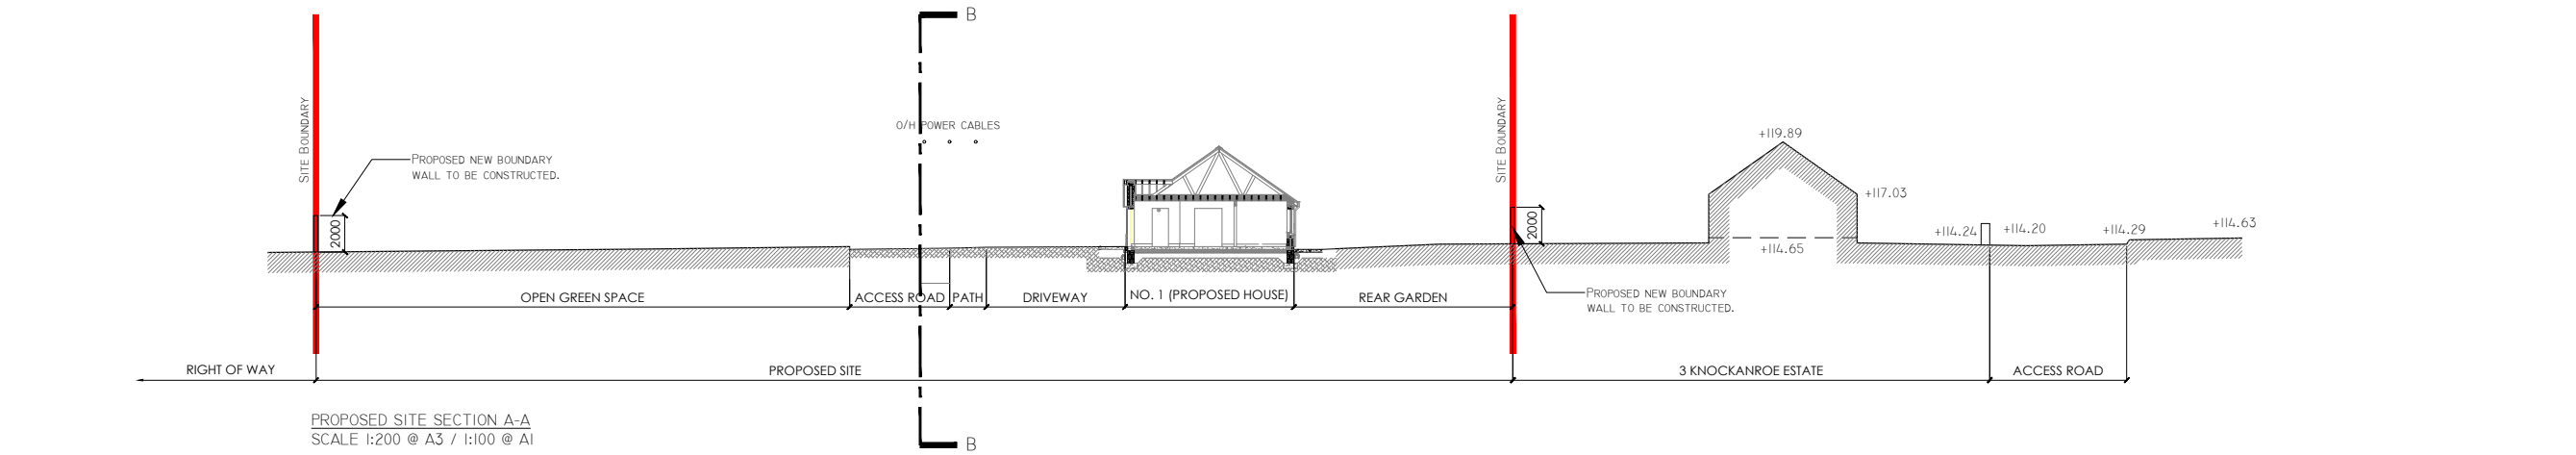 B
SITE BOUNDARY
SITE BOUNDARY
O/H POWER CABLES
+119.89
PROPOSED NEW BOUNDARY
WALL TO BE CONSTRUCTED.
+117.03
2000
2000
+114.24
+114.20
+114.29
+114.63
+114.65
OPEN GREEN SPACE
ACCESS ROAD
PATH
DRIVEWAY
NO. 1 (PROPOSED HOUSE)
REAR GARDEN
PROPOSED NEW BOUNDARY
WALL TO BE CONSTRUCTED.
RIGHT OF WAY
PROPOSED SITE
3 KNOCKANROE ESTATE
ACCESS ROAD
PROPOSED SITE SECTION A-A
SCALE 1:200 @ A3 / 1:100 @ A1
B